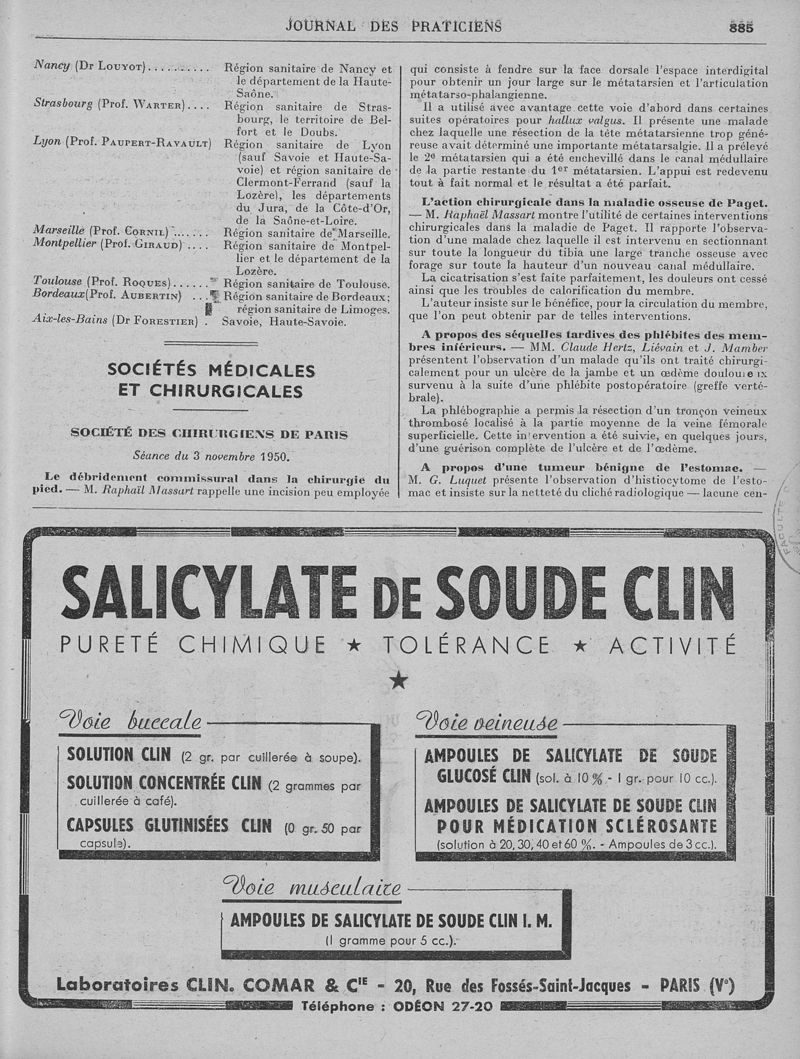 JOURNAL DES PRATICIENS 885
Nancy (Dr LOUYOT).......... Région sanitaire de Nancy et
le département de la Haute-
Saône.
Strasbourg (Prof. WARTER).... Région sanitaire de Stras-
bourg, le territoire de Bel-
fort et le Doubs.
Lyon (Prof. PAUPERT-RAVAULT) Région sanitaire de Lyon
(sauf Savoie et Haute-Sa-
voie) et région sanitaire de
Clermont-Ferrand (sauf la
Lozère), les départements
du Jura, de la Côte-d'Or,
de la Saône-et-Loire.
Marseille (Prof. CORNIL) ...... Région sanitaire de Marseille.
Montpellier (Prof. GIRAUD) .... Région sanitaire de Montpel-
lier et le département de la
Lozère.
Toulouse (Prof. ROQUES)...... Région sanitaire de Toulouse.
Bordeaux(Prof. AUBERTIN) ... Région sanitaire de Bordeaux;
région sanitaire de Limoges.
Aix-les-Bains (Dr FORESTIER) . Savoie, Haute-Savoie.
SOCIÉTÉS MÉDICALES
ET CHIRURGICALES
SOCIÉTÉ DES CHIRURGIENS DE PARIS
Séance du 3 novembre 1950.
Le débridement commissural dans la chirurgie du
pied. — M. Raphaël Massart rappelle une incision peu employée
qui consiste à fendre sur la face dorsale l'espace interdigital
pour obtenir un jour large sur le métatarsien et l'articulation
métatarso-phalangienne.
Il a utilisé avec avantage cette voie d'abord dans certaines
suites opératoires pour hallux valgus. Il présente une malade
chez laquelle une résection de la tête métatarsienne trop géné-
reuse avait déterminé une importante métatarsalgie. Il a prélevé
le 2e métatarsien qui a été enchevillé dans le canal médullaire
de la partie restante du 1er métatarsien. L'appui est redevenu
tout à fait normal et le résultat a été parfait.
L'action chirurgicale dans la maladie osseuse de Paget.
— M. Raphaël Massart montre l'utilité de certaines interventions
chirurgicales dans la maladie de Paget. Il rapporte l'observa-
tion d'une malade chez laquelle il est intervenu en sectionnant
sur toute la longueur du tibia une large tranche osseuse avec
forage sur toute la hauteur d'un nouveau canal médullaire.
La cicatrisation s'est faite parfaitement, les douleurs ont cessé
ainsi que les troubles de calorification du membre.
L'auteur insiste sur le bénéfice, pour la circulation du membre,
que l'on peut obtenir par de telles interventions.
A propos des séquelles tardives des phlébites des mem-
bres inférieurs. — MM. Claude Hertz, Liévain et J. Mamber
présentent l'observation d'un malade qu'ils ont traité chirurgi-
calement pour un ulcère de la jambe et un œdème douloureux
survenu à la suite d'une phlébite postopératoire (greffe verté-
brale).
La phlébographie a permis la résection d'un tronçon veineux
thrombosé localisé à la partie moyenne de la veine fémorale
superficielle. Cette intervention a été suivie, en quelques jours,
d'une guérison complète de l'ulcère et de l'œdème.
A propos d'une tumeur bénigne de l'estomac. —
M. G. Luquet présente l'observation d'histiocytome de l'esto-
mac et insiste sur la netteté du cliché radiologique — lacune cen-
SALICYLATE DE SOUDE CLIN
PURETÉ CHIMIQUE ★ TOLÉRANCE ★ ACTIVITÉ
★
Voie buccale
SOLUTION CLIN (2 gr. par cuillerée à soupe).
SOLUTION CONCENTRÉE CLIN (2 grammes par
cuillerée à café).
CAPSULES GLUTINISÉES CLIN (0 gr. 50 par
capsule).
Voie veineuse
AMPOULES DE SALICYLATE DE SOUDE
GLUCOSÉ CLIN (sol. à 10 % - 1 gr. pour 10 cc.).
AMPOULES DE SALICYLATE DE SOUDE CLIN
POUR MÉDICATION SCLÉROSANTE
(solution à 20, 30, 40 et 60 %. - Ampoules de 3 cc.).
Voie musculaire
AMPOULES DE SALICYLATE DE SOUDE CLIN I. M.
(1 gramme pour 5 cc.).
Laboratoires CLIN. COMAR & CIE - 20, Rue des Fossés-Saint-Jacques - PARIS (Ve)
Téléphone : ODÉON 27-20